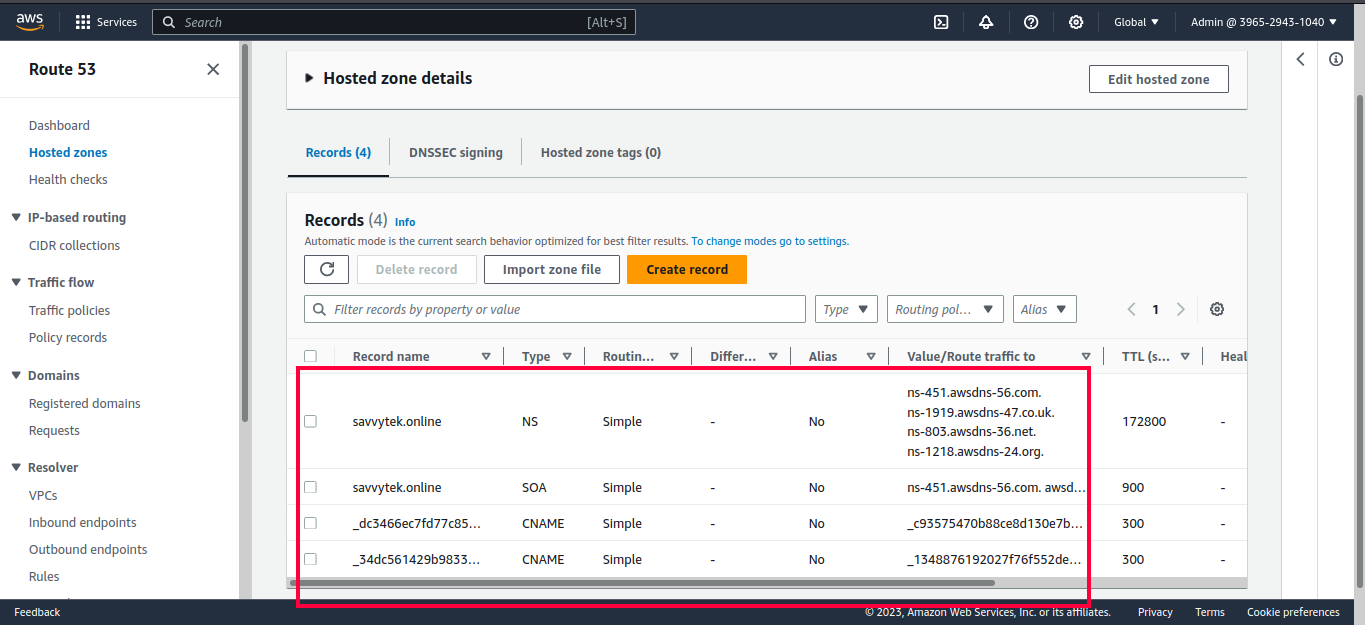 aws
Services
Search [Alt+S]
Global
Admin @ 3965-2943-1040
Route 53
Dashboard
Hosted zones
Health checks
IP-based routing
CIDR collections
Traffic flow
Traffic policies
Policy records
Domains
Registered domains
Requests
Resolver
VPCs
Inbound endpoints
Outbound endpoints
Rules
Hosted zone details
Edit hosted zone
Records (4)
DNSSEC signing
Hosted zone tags (0)
Records (4) Info
Automatic mode is the current search behavior optimized for best filter results. To change modes go to settings.
Delete record
Import zone file
Create record
Filter records by property or value
Type
Routing pol...
Alias
1
Record name Type Routin... Differ... Alias Value/Route traffic to TTL (s... Heal
ns-451.awsdns-56.com.
ns-1919.awsdns-47.co.uk.
savvytek.online NS Simple - No 172800 -
ns-803.awsdns-36.net.
ns-1218.awsdns-24.org.
savvytek.online SOA Simple - No ns-451.awsdns-56.com. awsd... 900 -
_dc3466ec7fd77c85... CNAME Simple - No _c93575470b88ce8d130e7b... 300 -
_34dc561429b9833... CNAME Simple - No _1348876192027f76f552de... 300 -
Feedback
© 2023, Amazon Web Services, Inc. or its affiliates.
Privacy
Terms
Cookie preferences